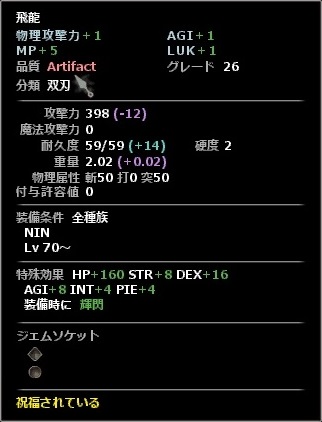 飛龍
物理攻撃力+1 AGI+1
MP+5 LUK+1
品質 Artifact グレード 26
分類 双刃
攻撃力 398 (-12)
魔法攻撃力 0
耐久度 59/59 (+14) 硬度 2
重量 2.02 (+0.02)
物理属性 斬50 打0 突50
付与許容値 0
装備条件 全種族
NIN
Lv 70～
特殊効果 HP+160 STR+8 DEX+16
AGI+8 INT+4 PIE+4
装備時に 輝閃
ジェムソケット
祝福されている